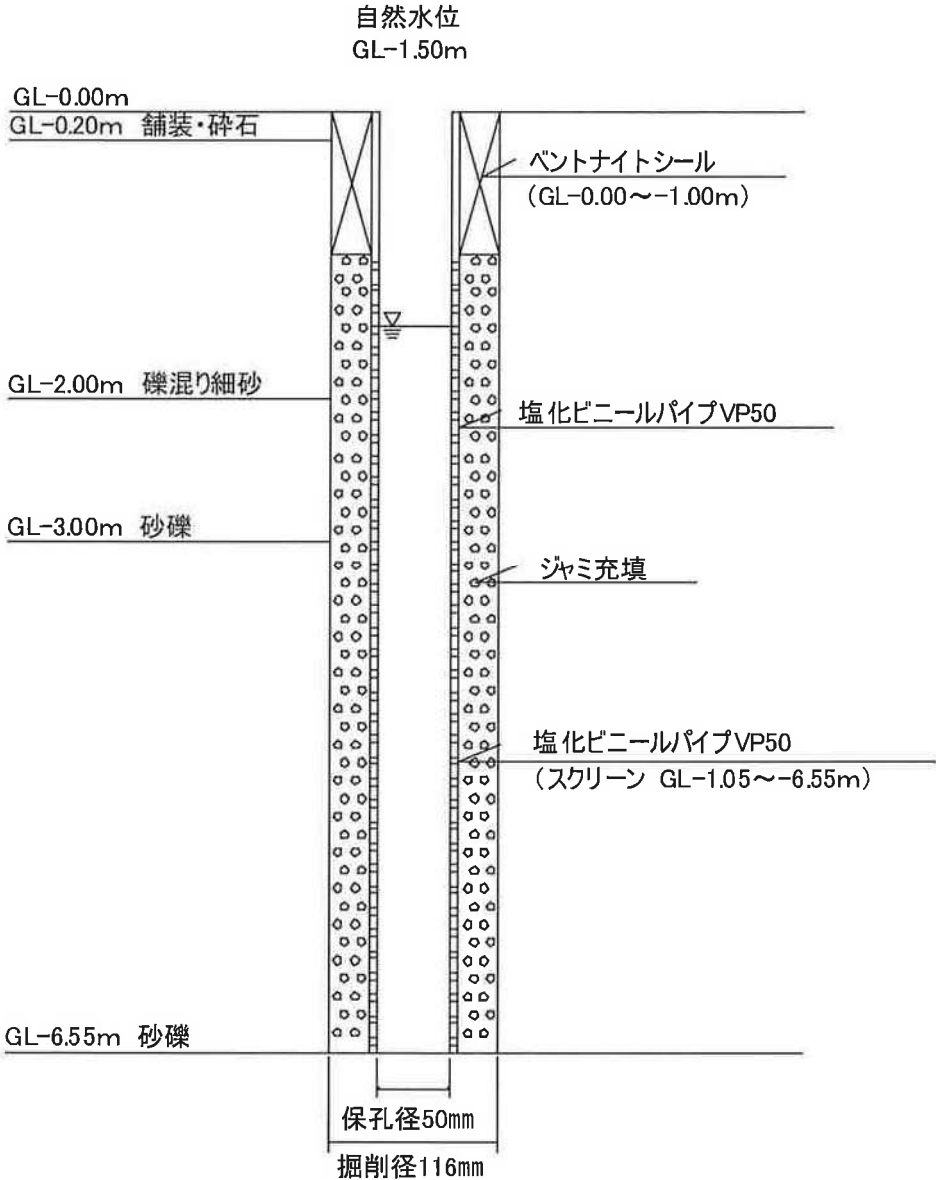 自然水位
GL-1.50m
GL-0.00m
GL-0.20m 舗装・砕石
ベントナイトシール
(GL-0.00～-1.00m)
GL-2.00m 礫混り細砂
塩化ビニールパイプVP50
GL-3.00m 砂礫
ジャミ充填
塩化ビニールパイプVP50
(スクリーン GL-1.05～-6.55m)
GL-6.55m 砂礫
保孔径50mm
掘削径116mm